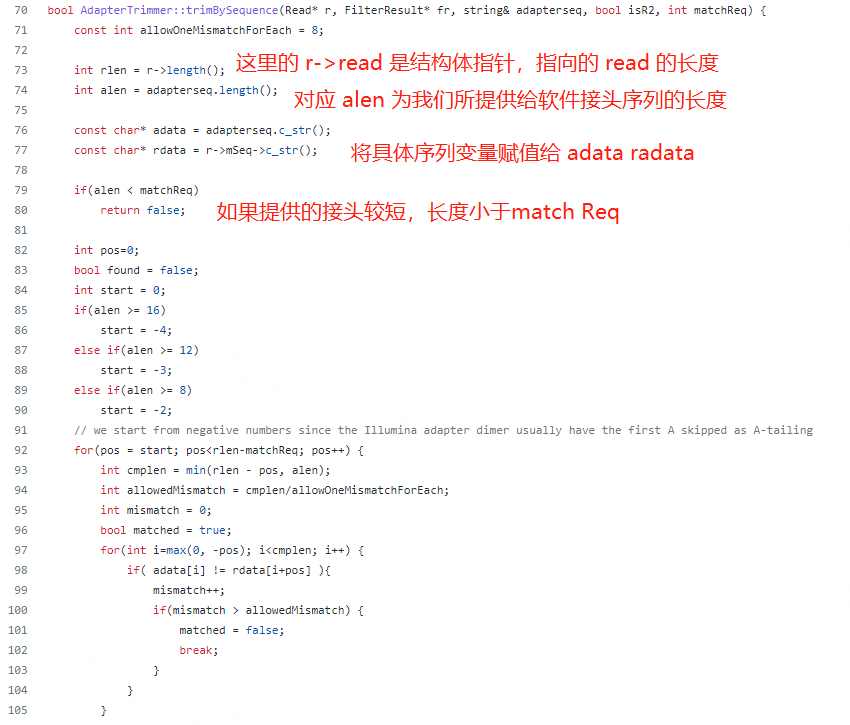 70 bool AdapterTrimmer::trimBySequence(Read* r, FilterResult* fr, string& adapterseq, bool isR2, int matchReq) {
71 const int allowOneMismatchForEach = 8;
72
73 int rlen = r->length(); 这里的 r->read 是结构体指针，指向的 read 的长度
74 int alen = adapterseq.length(); 对应 alen 为我们所提供给软件接头序列的长度
75
76 const char* adata = adapterseq.c_str();
77 const char* rdata = r->mSeq->c_str(); 将具体序列变量赋值给 adata radata
78
79 if(alen < matchReq)
80 return false; 如果提供的接头较短，长度小于match Req
81
82 int pos=0;
83 bool found = false;
84 int start = 0;
85 if(alen >= 16)
86 start = -4;
87 else if(alen >= 12)
88 start = -3;
89 else if(alen >= 8)
90 start = -2;
91 // we start from negative numbers since the Illumina adapter dimer usually have the first A skipped as A-tailing
92 for(pos = start; pos<rlen-matchReq; pos++) {
93 int cmplen = min(rlen - pos, alen);
94 int allowedMismatch = cmplen/allowOneMismatchForEach;
95 int mismatch = 0;
96 bool matched = true;
97 for(int i=max(0, -pos); i<cmplen; i++) {
98 if( adata[i] != rdata[i+pos] ){
99 mismatch++;
100 if(mismatch > allowedMismatch) {
101 matched = false;
102 break;
103 }
104 }
105 }